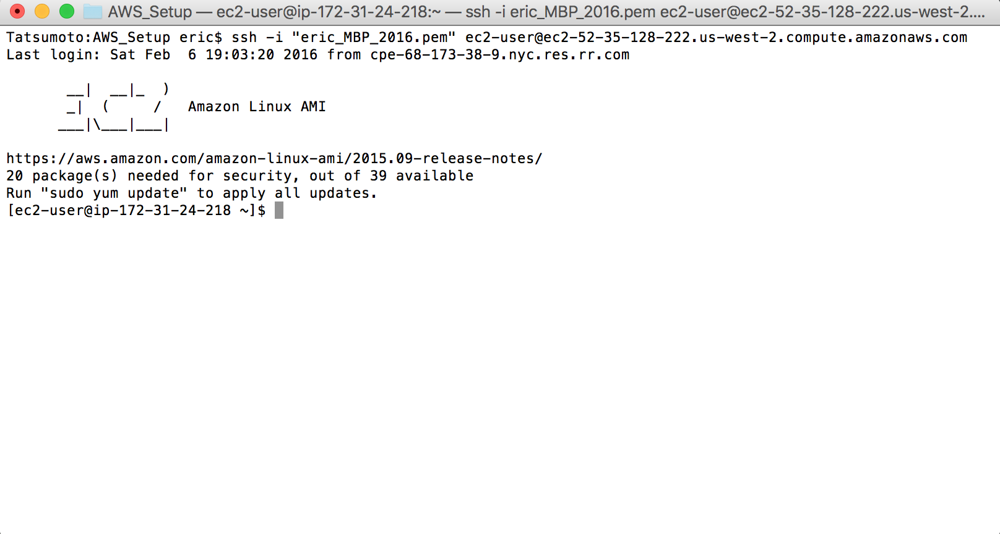 AWS_Setup — ec2-user@ip-172-31-24-218:~ — ssh -i eric_MBP_2016.pem ec2-user@ec2-52-35-128-222.us-west-2....
Tatsumoto:AWS_Setup eric$ ssh -i "eric_MBP_2016.pem" ec2-user@ec2-52-35-128-222.us-west-2.compute.amazonaws.com
Last login: Sat Feb  6 19:03:20 2016 from cpe-68-173-38-9.nyc.res.rr.com

       __|  __|_  )
       _|  (     /   Amazon Linux AMI
      ___|\___|___|

https://aws.amazon.com/amazon-linux-ami/2015.09-release-notes/
20 package(s) needed for security, out of 39 available
Run "sudo yum update" to apply all updates.
[ec2-user@ip-172-31-24-218 ~]$